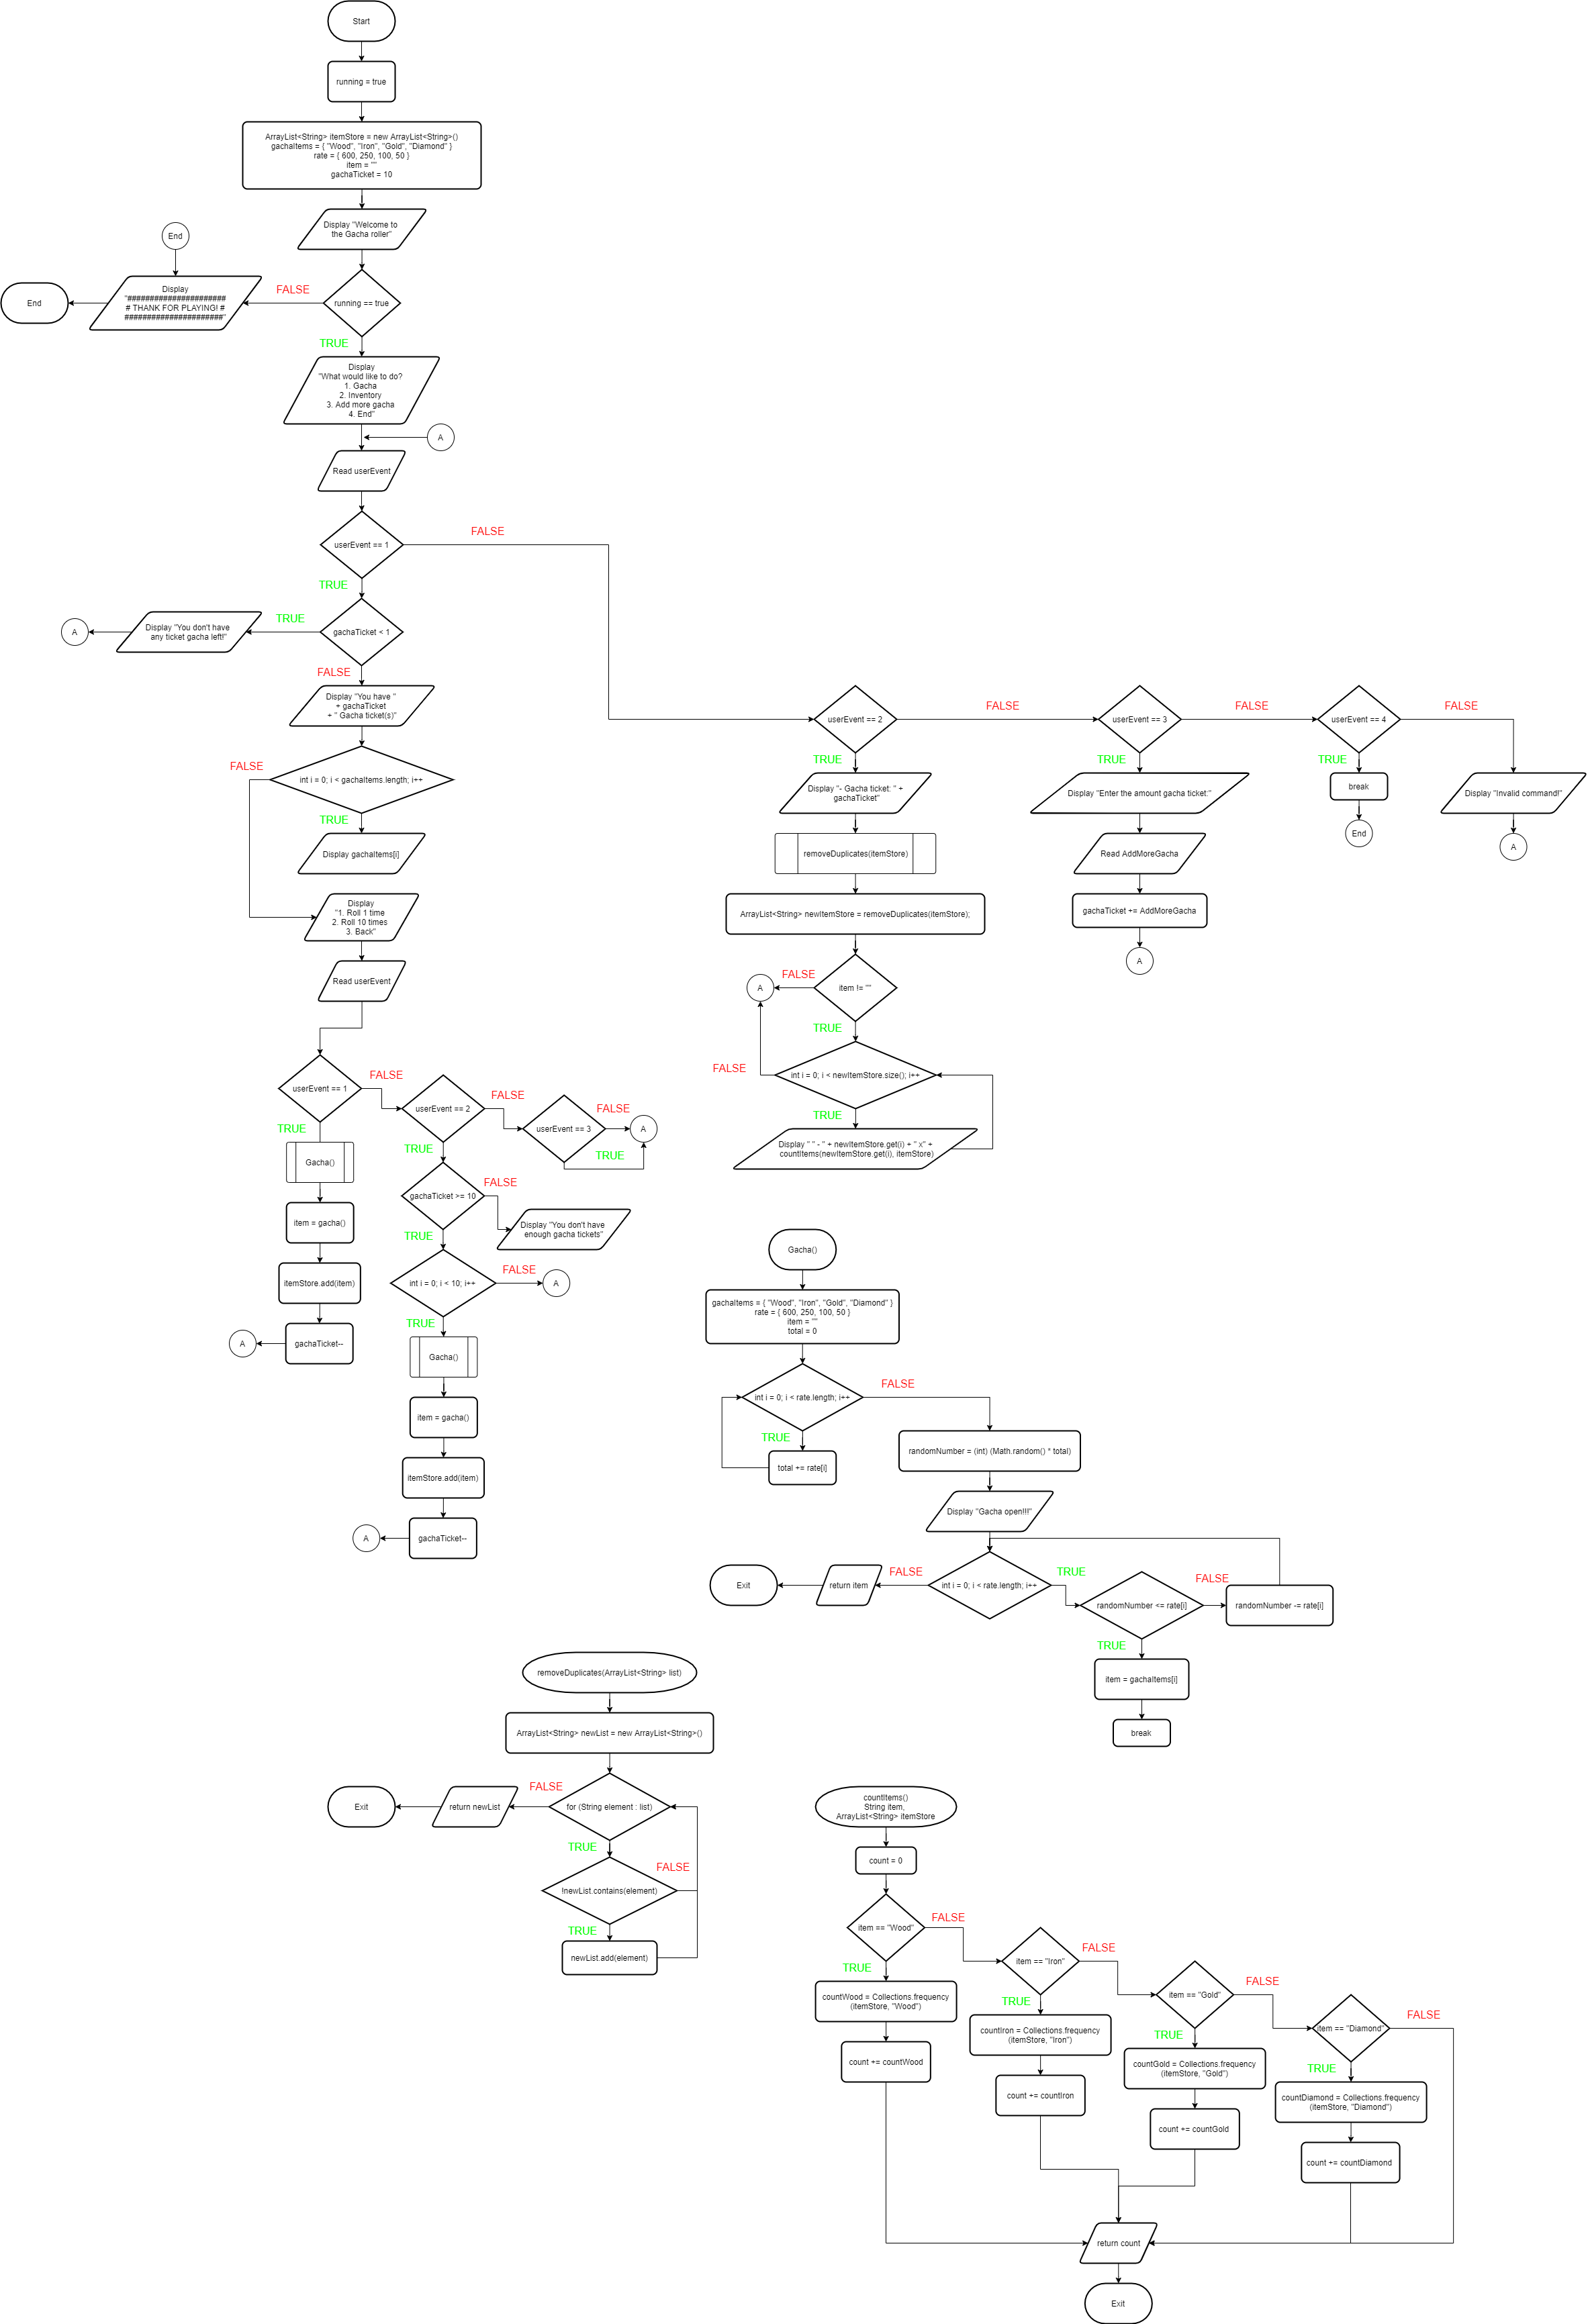 Start
running = true
ArrayList<String> itemStore = new ArrayList<String>()
gachaItems = { "Wood", "Iron", "Gold", "Diamond" }
rate = { 600, 250, 100, 50 }
item = ""
gachaTicket = 10
Display "Welcome to
the Gacha roller"
End
running == true
FALSE
Display
"######################
# THANK FOR PLAYING! #
######################"
End
TRUE
Display
"What would like to do?
1. Gacha
2. Inventory
3. Add more gacha
4. End"
A
Read userEvent
userEvent == 1
FALSE
TRUE
gachaTicket < 1
TRUE
Display "You don't have
any ticket gacha left!"
A
FALSE
Display "You have "
+ gachaTicket
+ " Gacha ticket(s)"
int i = 0; i < gachaItems.length; i++
FALSE
TRUE
Display gachaItems[i]
Display
"1. Roll 1 time
2. Roll 10 times
3. Back"
Read userEvent
userEvent == 1
FALSE
TRUE
Gacha()
item = gacha()
itemStore.add(item)
gachaTicket--
A
userEvent == 2
FALSE
TRUE
userEvent == 3
FALSE
TRUE
A
gachaTicket >= 10
FALSE
Display "You don't have
enough gacha tickets"
TRUE
int i = 0; i < 10; i++
FALSE
A
TRUE
Gacha()
item = gacha()
itemStore.add(item)
gachaTicket--
A
userEvent == 2
FALSE
TRUE
Display "- Gacha ticket: " +
gachaTicket"
removeDuplicates(itemStore)
ArrayList<String> newItemStore = removeDuplicates(itemStore);
item != ""
FALSE
A
TRUE
int i = 0; i < newItemStore.size(); i++
FALSE
TRUE
Display " " - " + newItemStore.get(i) + " x" +
countItems(newItemStore.get(i), itemStore)
userEvent == 3
FALSE
TRUE
Display "Enter the amount gacha ticket:"
Read AddMoreGacha
gachaTicket += AddMoreGacha
A
userEvent == 4
FALSE
TRUE
break
End
Display "Invalid command!"
A
Gacha()
gachaItems = { "Wood", "Iron", "Gold", "Diamond" }
rate = { 600, 250, 100, 50 }
item = ""
total = 0
int i = 0; i < rate.length; i++
FALSE
TRUE
total += rate[i]
randomNumber = (int) (Math.random() * total)
Display "Gacha open!!!"
int i = 0; i < rate.length; i++
FALSE
return item
Exit
TRUE
randomNumber <= rate[i]
FALSE
randomNumber -= rate[i]
TRUE
item = gachaItems[i]
break
removeDuplicates(ArrayList<String> list)
ArrayList<String> newList = new ArrayList<String>()
for (String element : list)
FALSE
return newList
Exit
TRUE
!newList.contains(element)
FALSE
TRUE
newList.add(element)
countItems()
String item,
ArrayList<String> itemStore
count = 0
item == "Wood"
FALSE
TRUE
countWood = Collections.frequency
(itemStore, "Wood")
count += countWood
item == "Iron"
FALSE
TRUE
countIron = Collections.frequency
(itemStore, "Iron")
count += countIron
item == "Gold"
FALSE
TRUE
countGold = Collections.frequency
(itemStore, "Gold")
count += countGold
item == "Diamond"
FALSE
TRUE
countDiamond = Collections.frequency
(itemStore, "Diamond")
count += countDiamond
return count
Exit